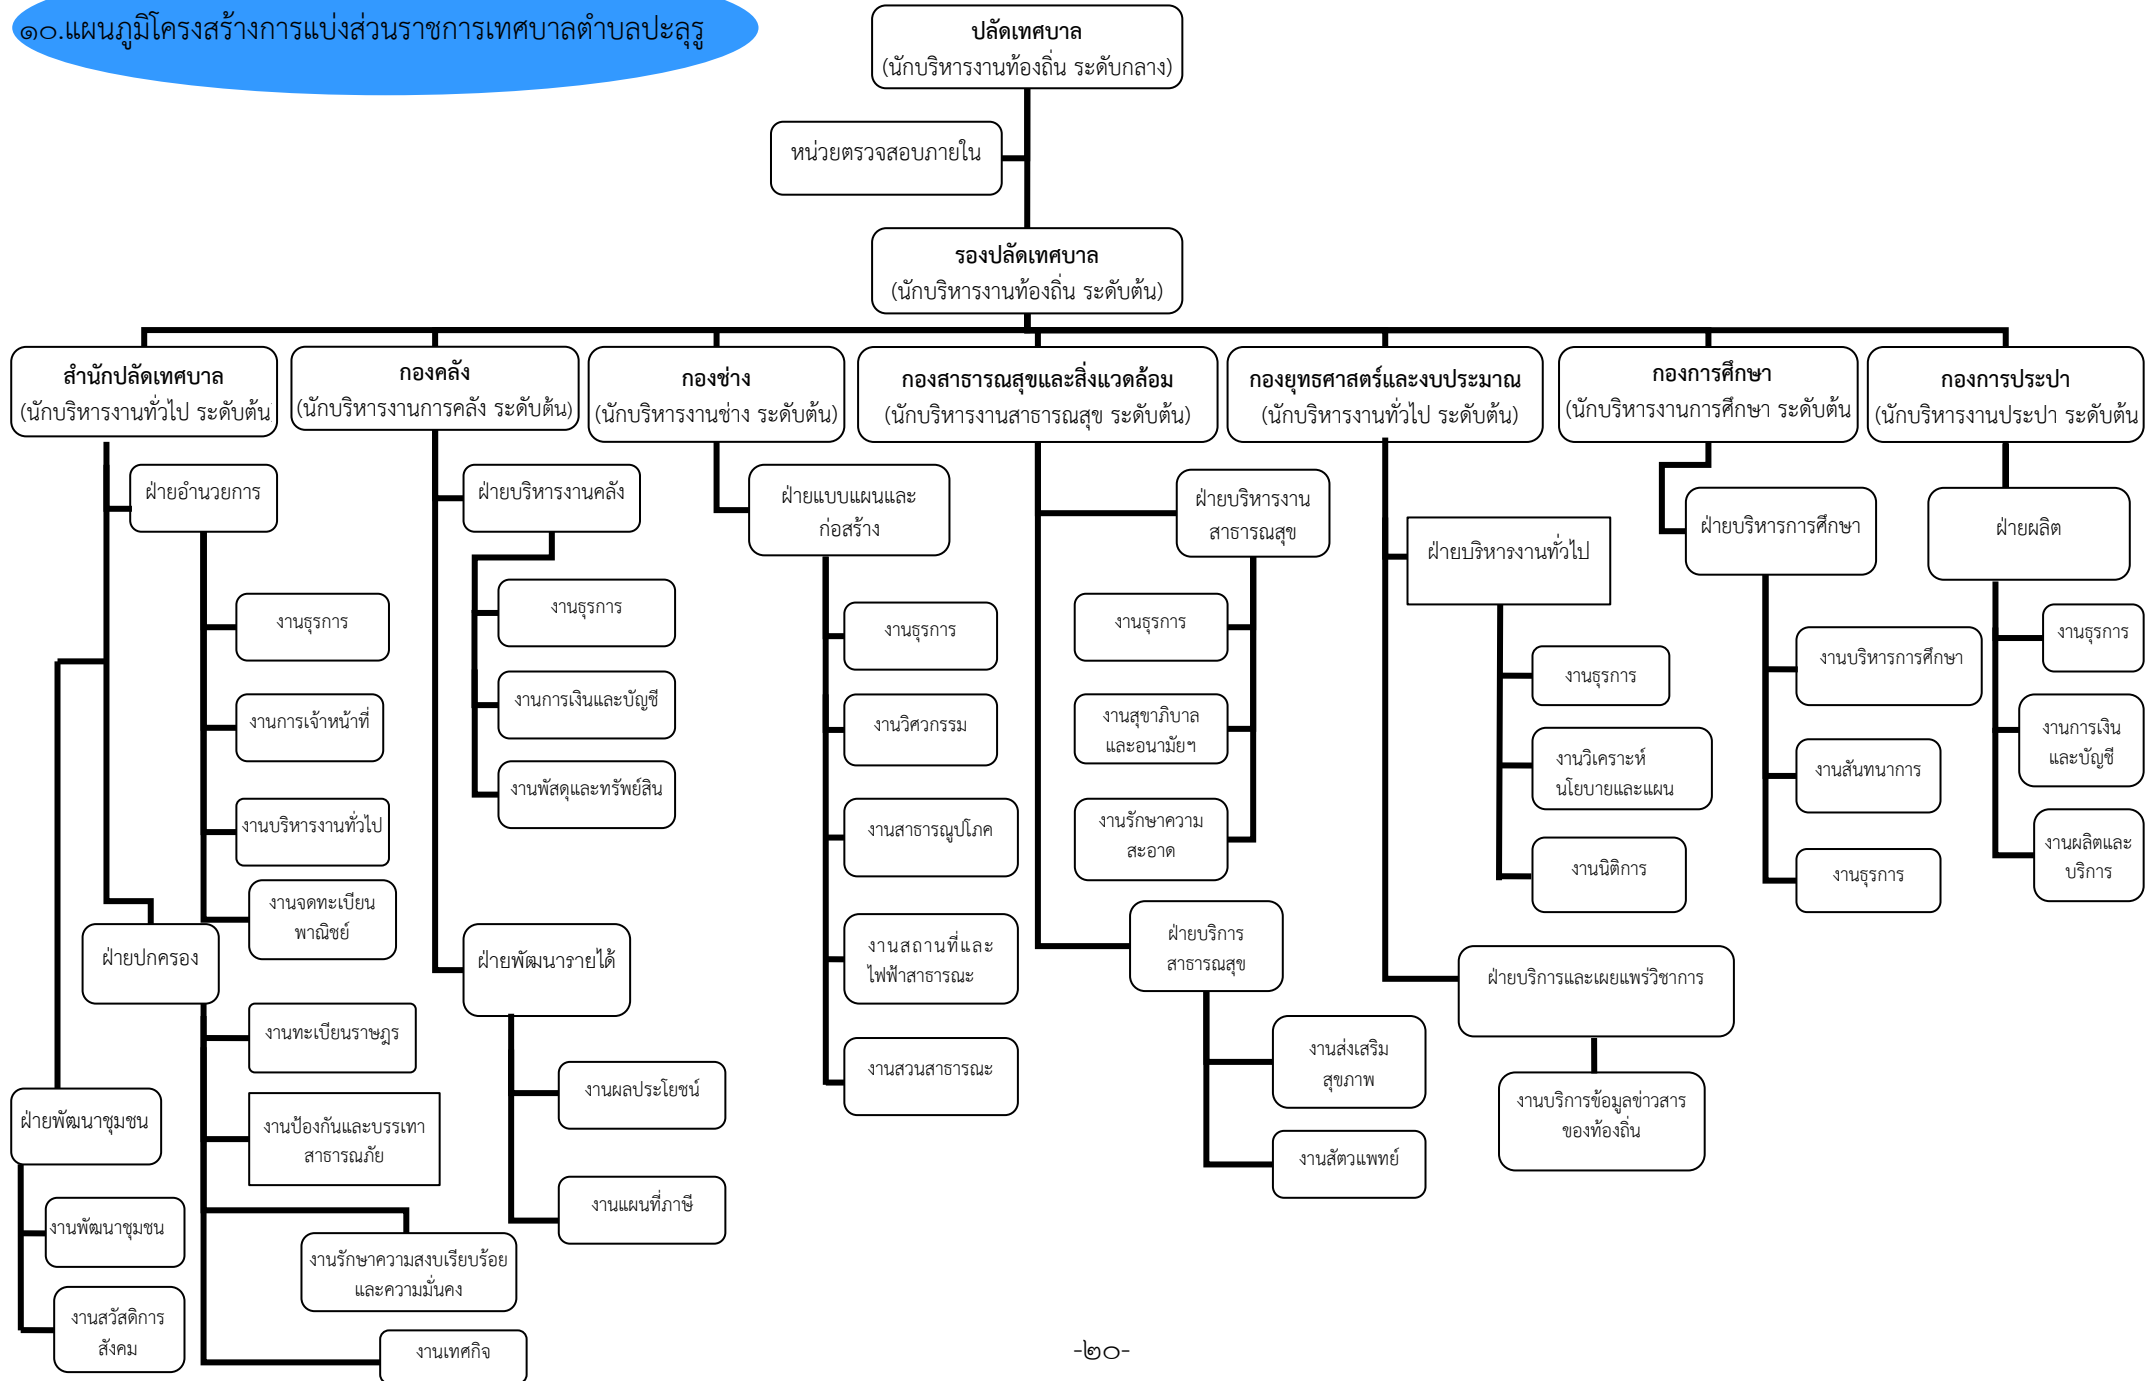 ๑๐.แผนภูมิโครงสร้างการแบ่งส่วนราชการเทศบาลตำบลปะลุรู
ปลัดเทศบาล
(นักบริหารงานท้องถิ่น ระดับกลาง)
หน่วยตรวจสอบภายใน
รองปลัดเทศบาล
(นักบริหารงานท้องถิ่น ระดับต้น)
สำนักปลัดเทศบาล
(นักบริหารงานทั่วไป ระดับต้น
ฝ่ายอำนวยการ
งานธุรการ
งานการเจ้าหน้าที่
งานบริหารงานทั่วไป
งานจดทะเบียน
พาณิชย์
ฝ่ายปกครอง
งานทะเบียนราษฎร
งานป้องกันและบรรเทา
สาธารณภัย
งานรักษาความสงบเรียบร้อย
และความมั่นคง
งานเทศกิจ
ฝ่ายพัฒนาชุมชน
งานพัฒนาชุมชน
งานสวัสดิการ
สังคม
กองคลัง
(นักบริหารงานการคลัง ระดับต้น)
ฝ่ายบริหารงานคลัง
งานธุรการ
งานการเงินและบัญชี
งานพัสดุและทรัพย์สิน
ฝ่ายพัฒนารายได้
งานผลประโยชน์
งานแผนที่ภาษี
กองช่าง
(นักบริหารงานช่าง ระดับต้น)
ฝ่ายแบบแผนและ
ก่อสร้าง
งานธุรการ
งานวิศวกรรม
งานสาธารณูปโภค
งานสถานที่และ
ไฟฟ้าสาธารณะ
งานสวนสาธารณะ
กองสาธารณสุขและสิ่งแวดล้อม
(นักบริหารงานสาธารณสุข ระดับต้น)
ฝ่ายบริหารงาน
สาธารณสุข
งานธุรการ
งานสุขาภิบาล
และอนามัยฯ
งานรักษาความ
สะอาด
ฝ่ายบริการ
สาธารณสุข
งานส่งเสริม
สุขภาพ
งานสัตวแพทย์
กองยุทธศาสตร์และงบประมาณ
(นักบริหารงานทั่วไป ระดับต้น)
ฝ่ายบริหารงานทั่วไป
งานธุรการ
งานวิเคราะห์
นโยบายและแผน
งานนิติการ
ฝ่ายบริการและเผยแพร่วิชาการ
งานบริการข้อมูลข่าวสาร
ของท้องถิ่น
กองการศึกษา
(นักบริหารงานการศึกษา ระดับต้น
ฝ่ายบริหารการศึกษา
งานบริหารการศึกษา
งานสันทนาการ
งานธุรการ
กองการประปา
(นักบริหารงานประปา ระดับต้น
ฝ่ายผลิต
งานธุรการ
งานการเงิน
และบัญชี
งานผลิตและ
บริการ
-๒๐-